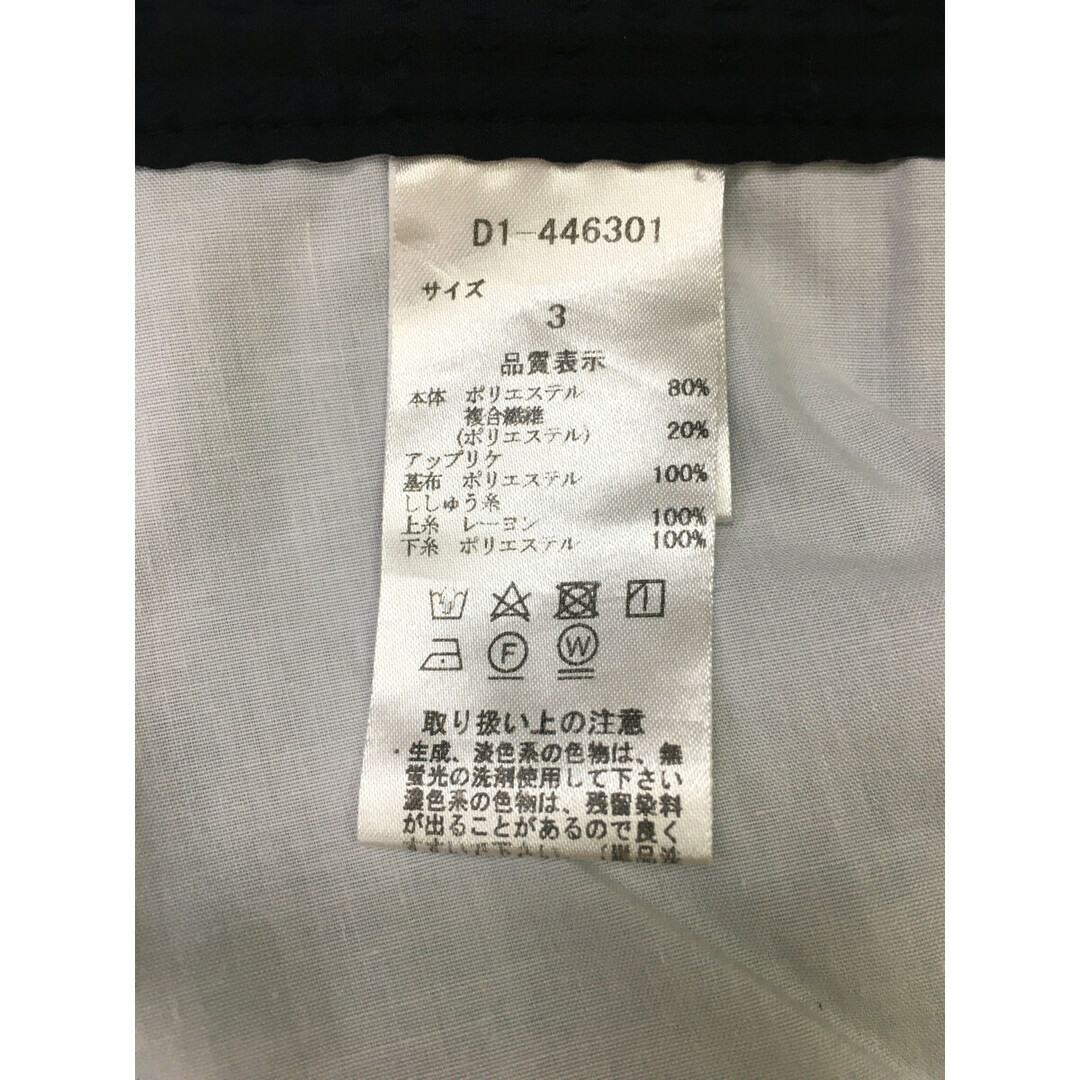 D1-446301
サイズ
3
品質表示
本体 ポリエステル 80%
複合繊維
(ポリエステル) 20%
アップリケ
基布 ポリエステル 100%
ししゅう糸
上糸 レーヨン 100%
下糸 ポリエステル 100%
F W
取り扱い上の注意
・生成、淡色系の色物は、無
蛍光の洗剤使用して下さい
濃色系の色物は、残留染料
が出ることがあるので良く